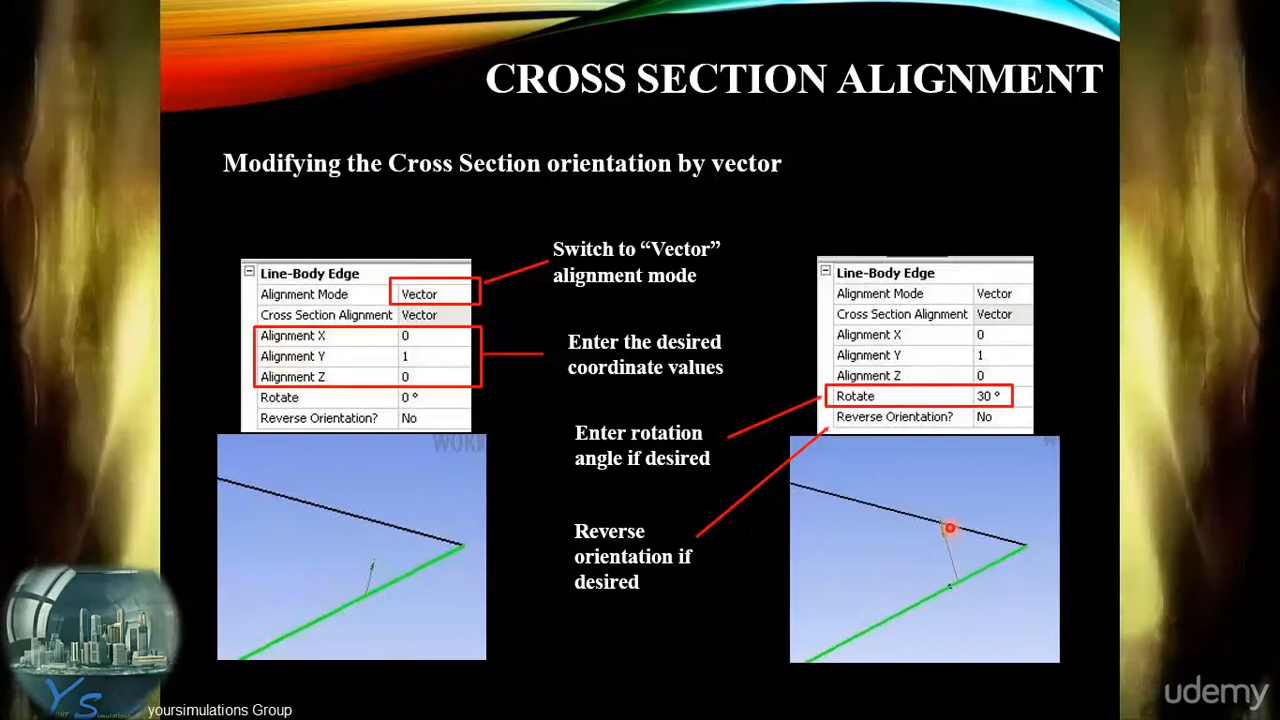 CROSS SECTION ALIGNMENT
Modifying the Cross Section orientation by vector
Switch to “Vector”
alignment mode
Enter the desired
coordinate values
Enter rotation
angle if desired
Reverse
orientation if
desired
Line-Body Edge
Alignment Mode Vector
Cross Section Alignment Vector
Alignment X 0
Alignment Y 1
Alignment Z 0
Rotate 0 °
Reverse Orientation? No
Line-Body Edge
Alignment Mode Vector
Cross Section Alignment Vector
Alignment X 0
Alignment Y 1
Alignment Z 0
Rotate 30 °
Reverse Orientation? No
YS
yoursimulations Group
udemy